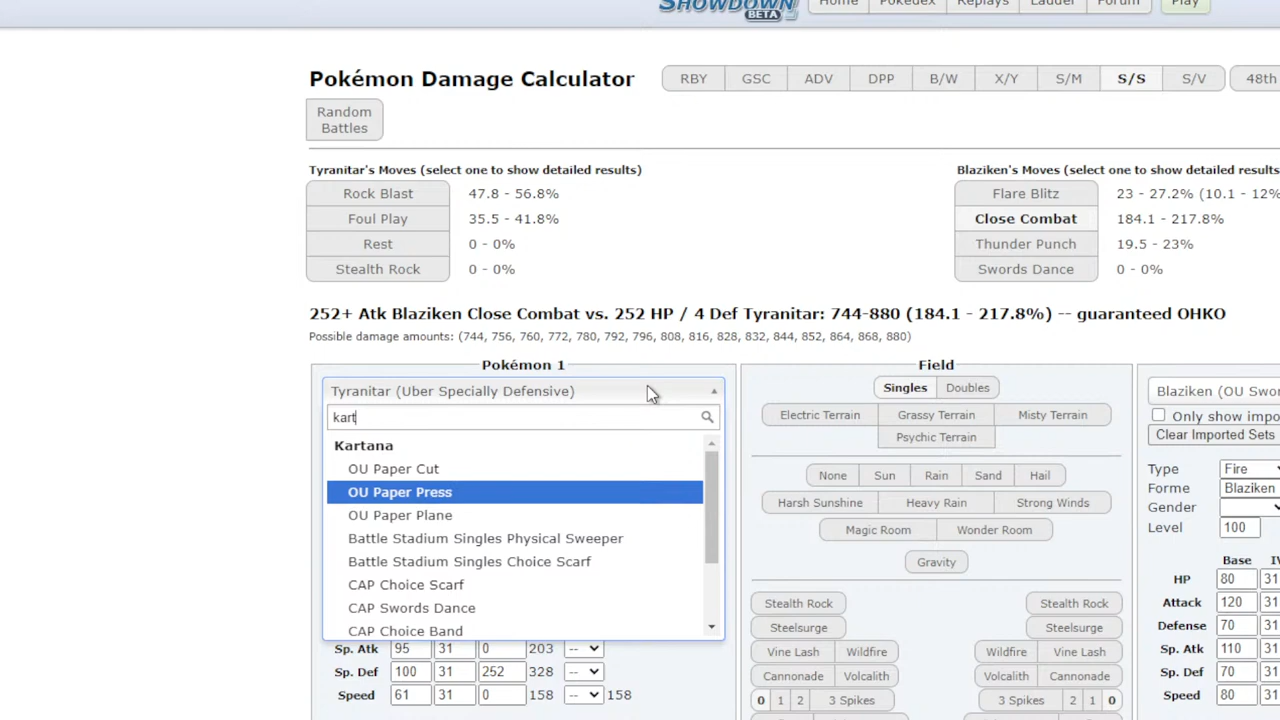 SHOWDOWN
BETA
Home Pokédex Replays Ladder Forum Play
Pokémon Damage Calculator RBY GSC ADV DPP B/W X/Y S/M S/S S/V 48th
Random
Battles
Tyranitar's Moves (select one to show detailed results) Blaziken's Moves (select one to show detailed results
Rock Blast 47.8 - 56.8% Flare Blitz 23 - 27.2% (10.1 - 12%
Foul Play 35.5 - 41.8% Close Combat 184.1 - 217.8%
Rest 0 - 0% Thunder Punch 19.5 - 23%
Stealth Rock 0 - 0% Swords Dance 0 - 0%
252+ Atk Blaziken Close Combat vs. 252 HP / 4 Def Tyranitar: 744-880 (184.1 - 217.8%) -- guaranteed OHKO
Possible damage amounts: (744, 756, 760, 772, 780, 792, 796, 808, 816, 828, 832, 844, 852, 864, 868, 880)
Pokémon 1
Tyranitar (Uber Specially Defensive)
kart
Kartana
OU Paper Cut
OU Paper Press
OU Paper Plane
Battle Stadium Singles Physical Sweeper
Battle Stadium Singles Choice Scarf
CAP Choice Scarf
CAP Swords Dance
CAP Choice Band
Sp. Atk 95 31 0 203 --
Sp. Def 100 31 252 328 --
Speed 61 31 0 158 -- 158
Field
Singles Doubles
Electric Terrain Grassy Terrain Misty Terrain
Psychic Terrain
None Sun Rain Sand Hail
Harsh Sunshine Heavy Rain Strong Winds
Magic Room Wonder Room
Gravity
Stealth Rock Stealth Rock
Steelsurge Steelsurge
Vine Lash Wildfire Wildfire Vine Lash
Cannonade Volcalith Volcalith Cannonade
0 1 2 3 Spikes 3 Spikes 2 1 0
Blaziken (OU Swo
Only show impo
Clear Imported Sets
Type Fire
Forme Blaziken
Gender
Level 100
Base IV
HP 80 31
Attack 120 31
Defense 70 31
Sp. Atk 110 31
Sp. Def 70 31
Speed 80 31